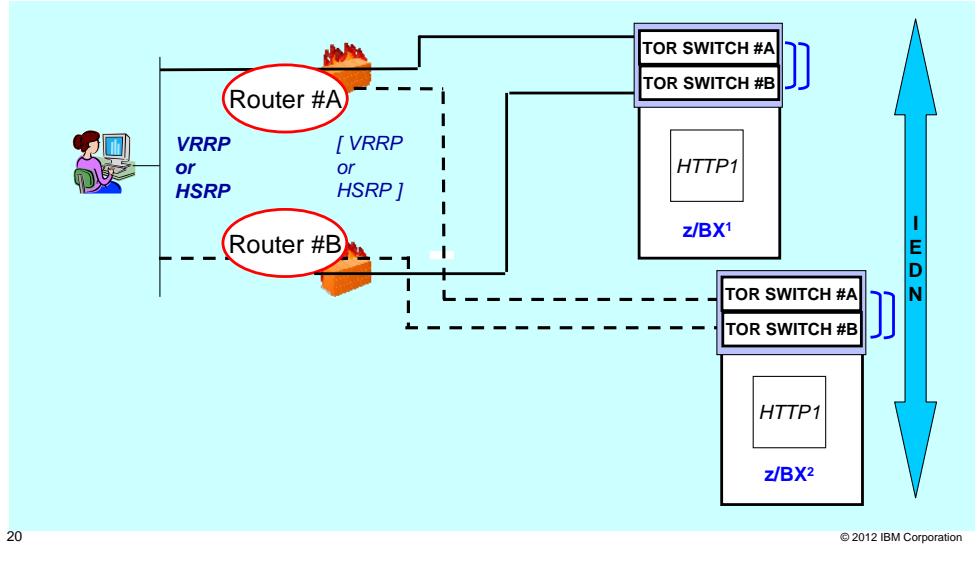 TOR SWITCH #A
TOR SWITCH #B
HTTP1
z/BX¹
Router #A
VRRP
or
HSRP
[ VRRP
or
HSRP ]
Router #B
TOR SWITCH #A
TOR SWITCH #B
HTTP1
z/BX²
I
E
D
N
20
© 2012 IBM Corporation